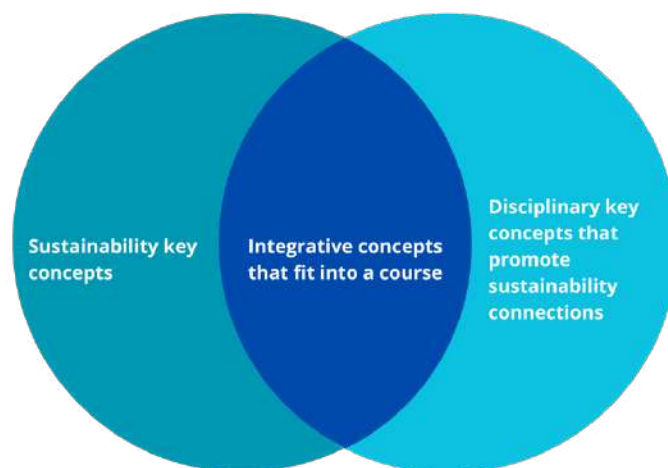 Sustainability key
concepts
Integrative concepts
that fit into a course
Disciplinary key
concepts that
promote
sustainability
connections